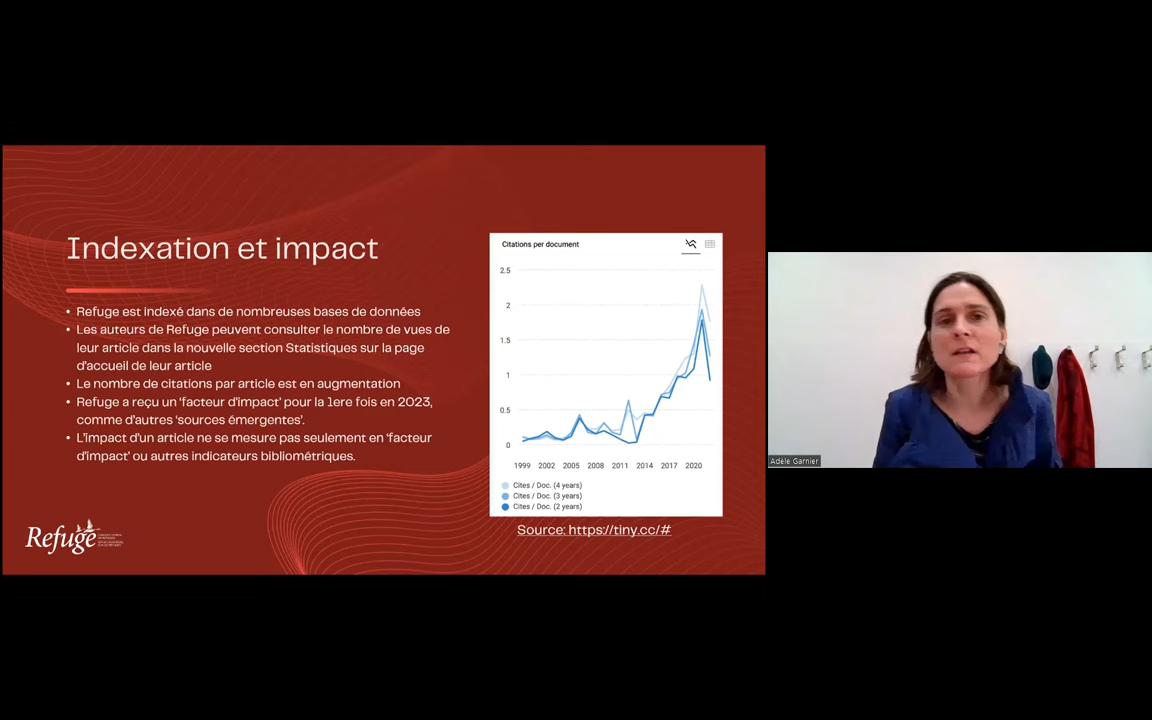 Indexation et impact
• Refuge est indexé dans de nombreuses bases de données
• Les auteurs de Refuge peuvent consulter le nombre de vues de
leur article dans la nouvelle section Statistiques sur la page
d'accueil de leur article
• Le nombre de citations par article est en augmentation
• Refuge a reçu un 'facteur d'impact' pour la 1ere fois en 2023,
comme d'autres 'sources émergentes'.
• L'impact d'un article ne se mesure pas seulement en 'facteur
d'impact' ou autres indicateurs bibliométriques.
Refuge
Citations per document
2.5
2
1.5
1
0.5
0
1999 2002 2005 2008 2011 2014 2017 2020
Cites / Doc. (4 years)
Cites / Doc. (3 years)
Cites / Doc. (2 years)
Source: https://tiny.cc/#
Adèle Garnier